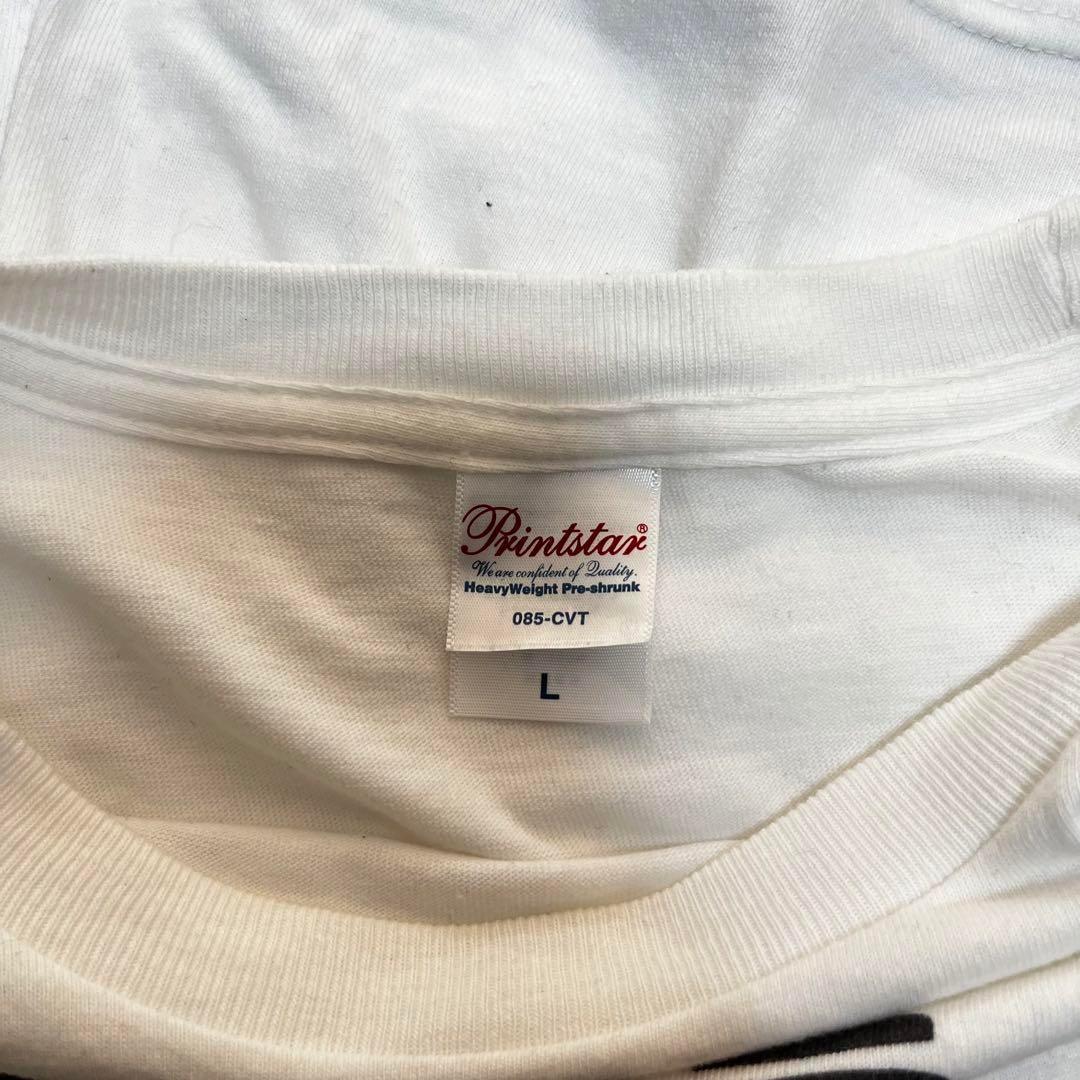 Printstar®
We are confident of Quality.
HeavyWeight Pre-shrunk
085-CVT
L